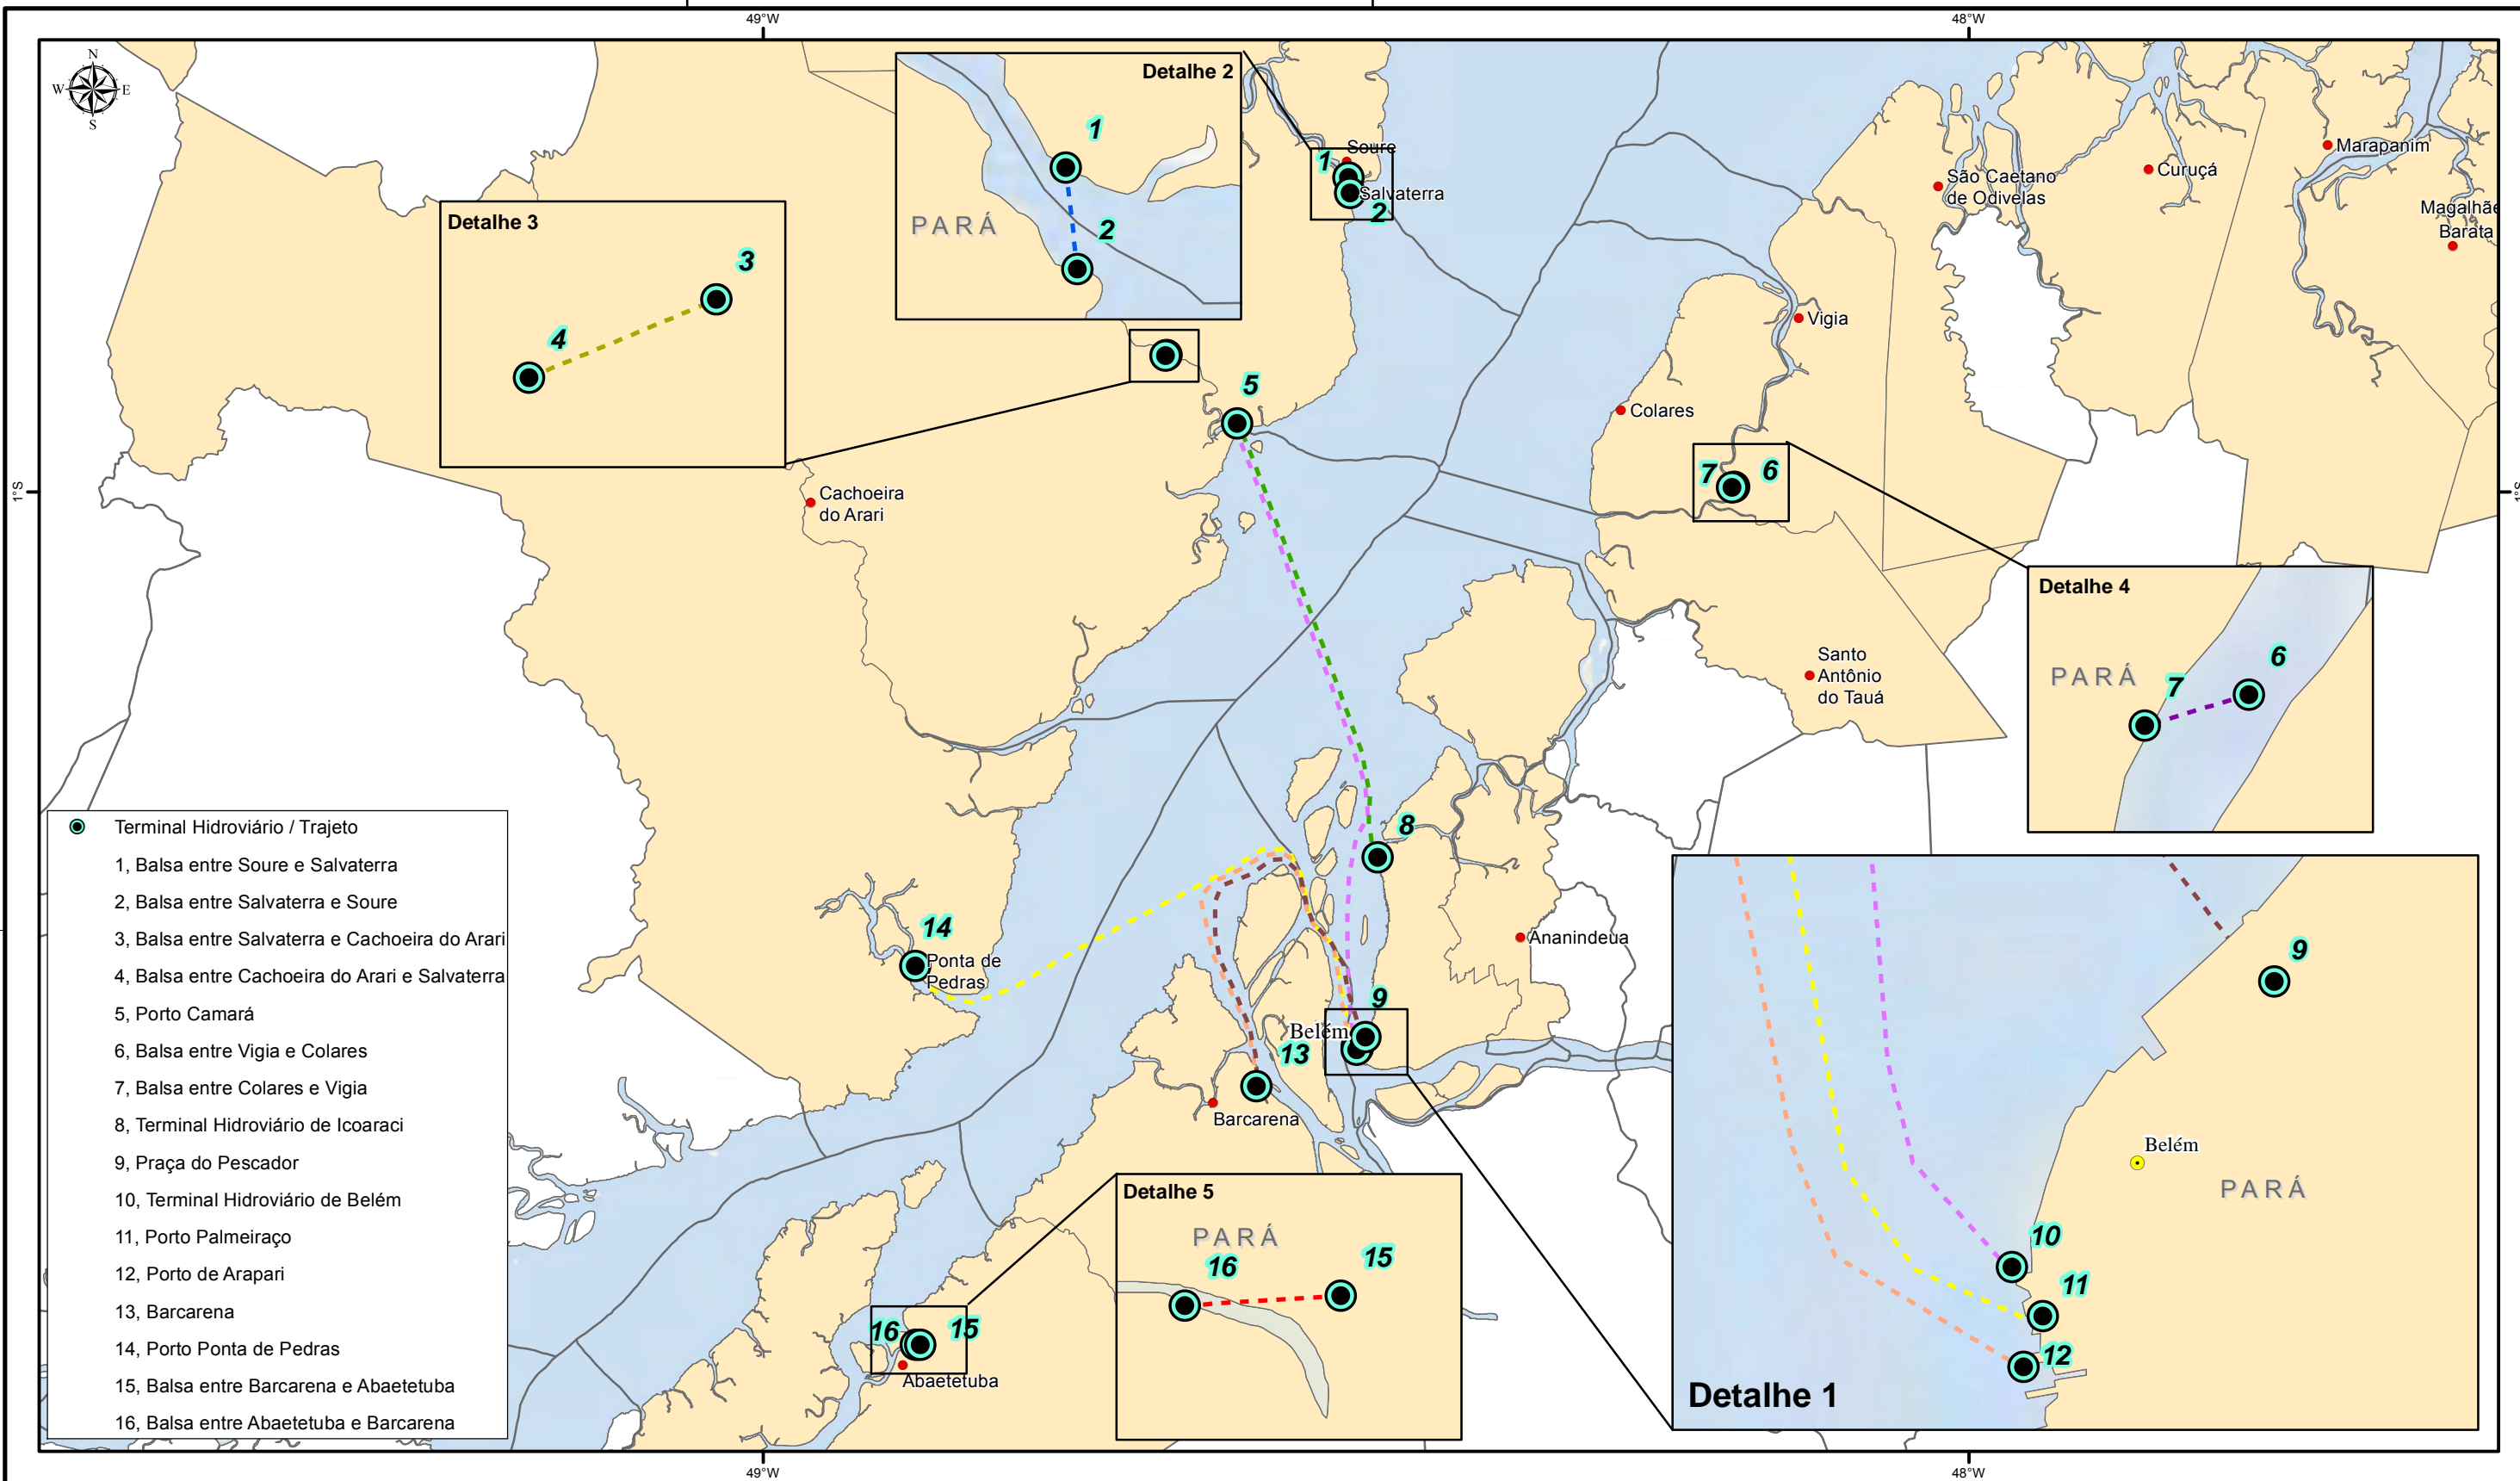 49°W
48°W
N
W
E
S
Detalhe 2
1
2
PARÁ
Soure
1
Salvaterra
2
São Caetano
de Odivelas
Curuçá
Marapanim
Magalhãe
Barata
Detalhe 3
3
4
Vigia
5
Colares
7
6
1°S
1°S
Cachoeira
do Arari
Detalhe 4
PARÁ
6
7
Santo
Antônio
do Tauá
8
14
Ponta de
Pedras
Ananindeua
9
Belém
13
Barcarena
Terminal Hidroviário / Trajeto
1, Balsa entre Soure e Salvaterra
2, Balsa entre Salvaterra e Soure
3, Balsa entre Salvaterra e Cachoeira do Arari
4, Balsa entre Cachoeira do Arari e Salvaterra
5, Porto Camará
6, Balsa entre Vigia e Colares
7, Balsa entre Colares e Vigia
8, Terminal Hidroviário de Icoaraci
9, Praça do Pescador
10, Terminal Hidroviário de Belém
11, Porto Palmeiraço
12, Porto de Arapari
13, Barcarena
14, Porto Ponta de Pedras
15, Balsa entre Barcarena e Abaetetuba
16, Balsa entre Abaetetuba e Barcarena
Detalhe 5
PARÁ
16
15
16
15
Abaetetuba
9
Belém
PARÁ
10
11
12
Detalhe 1
49°W
48°W